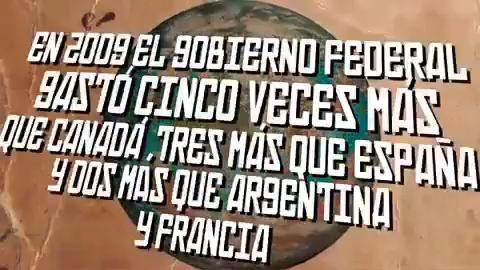 EN 2009 EL GOBIERNO FEDERAL
GASTÓ CINCO VECES MÁS
QUE CANADÁ, TRES MÁS QUE ESPAÑA
Y DOS MAS QUE ARGENTINA
Y FRANCIA